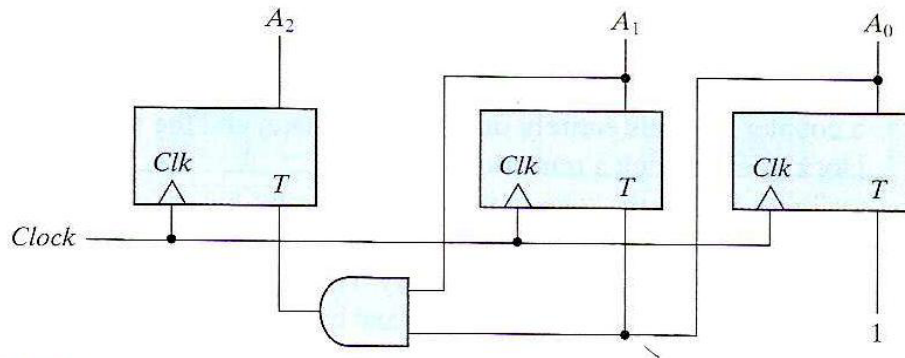 A₂ A₁ A₀
Clk Clk Clk
T T T
Clock
1